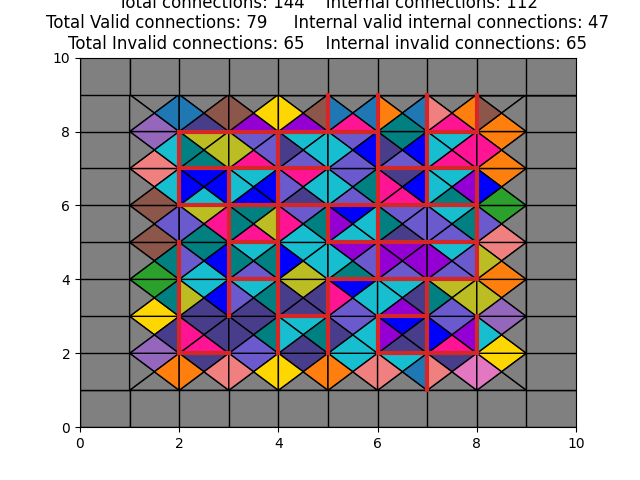 Total connections: 144    Internal connections: 112
Total Valid connections: 79     Internal valid internal connections: 47
Total Invalid connections: 65    Internal invalid connections: 65
10
8
6
4
2
0
0 2 4 6 8 10